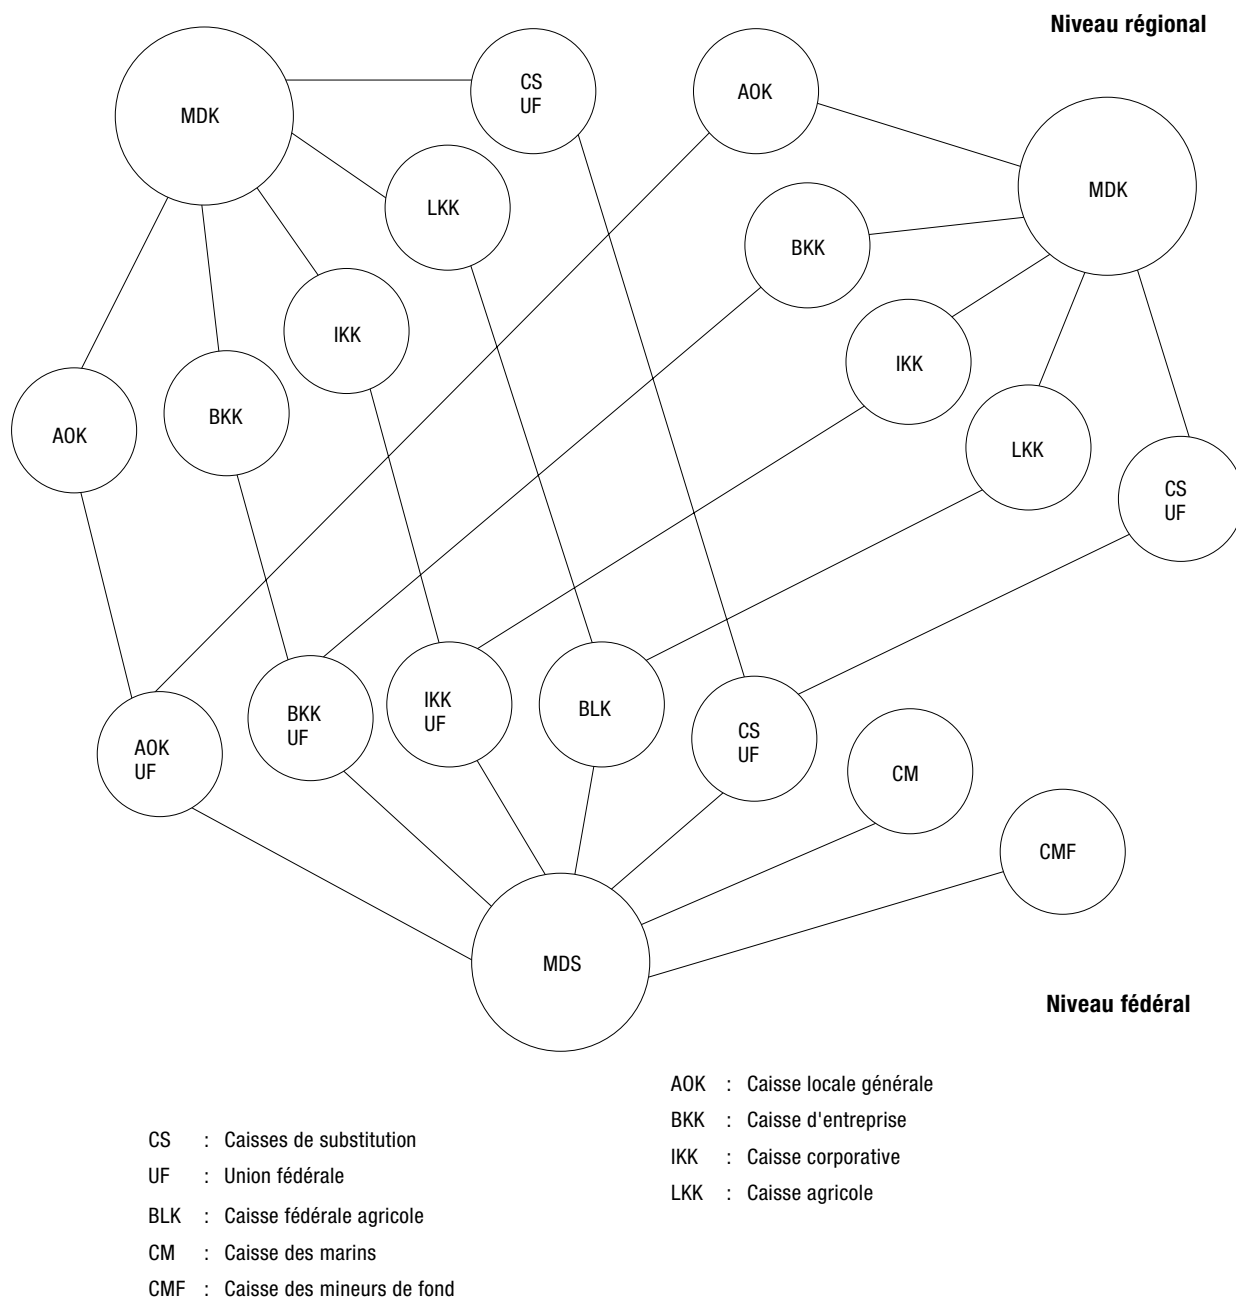 Niveau régional
MDK
CS
UF
AOK
MDK
LKK
BKK
IKK
IKK
BKK
AOK
LKK
CS
UF
AOK
UF
BKK
UF
IKK
UF
BLK
CS
UF
CM
CMF
MDS
Niveau fédéral
CS : Caisses de substitution
UF : Union fédérale
BLK : Caisse fédérale agricole
CM : Caisse des marins
CMF : Caisse des mineurs de fond
AOK : Caisse locale générale
BKK : Caisse d'entreprise
IKK : Caisse corporative
LKK : Caisse agricole